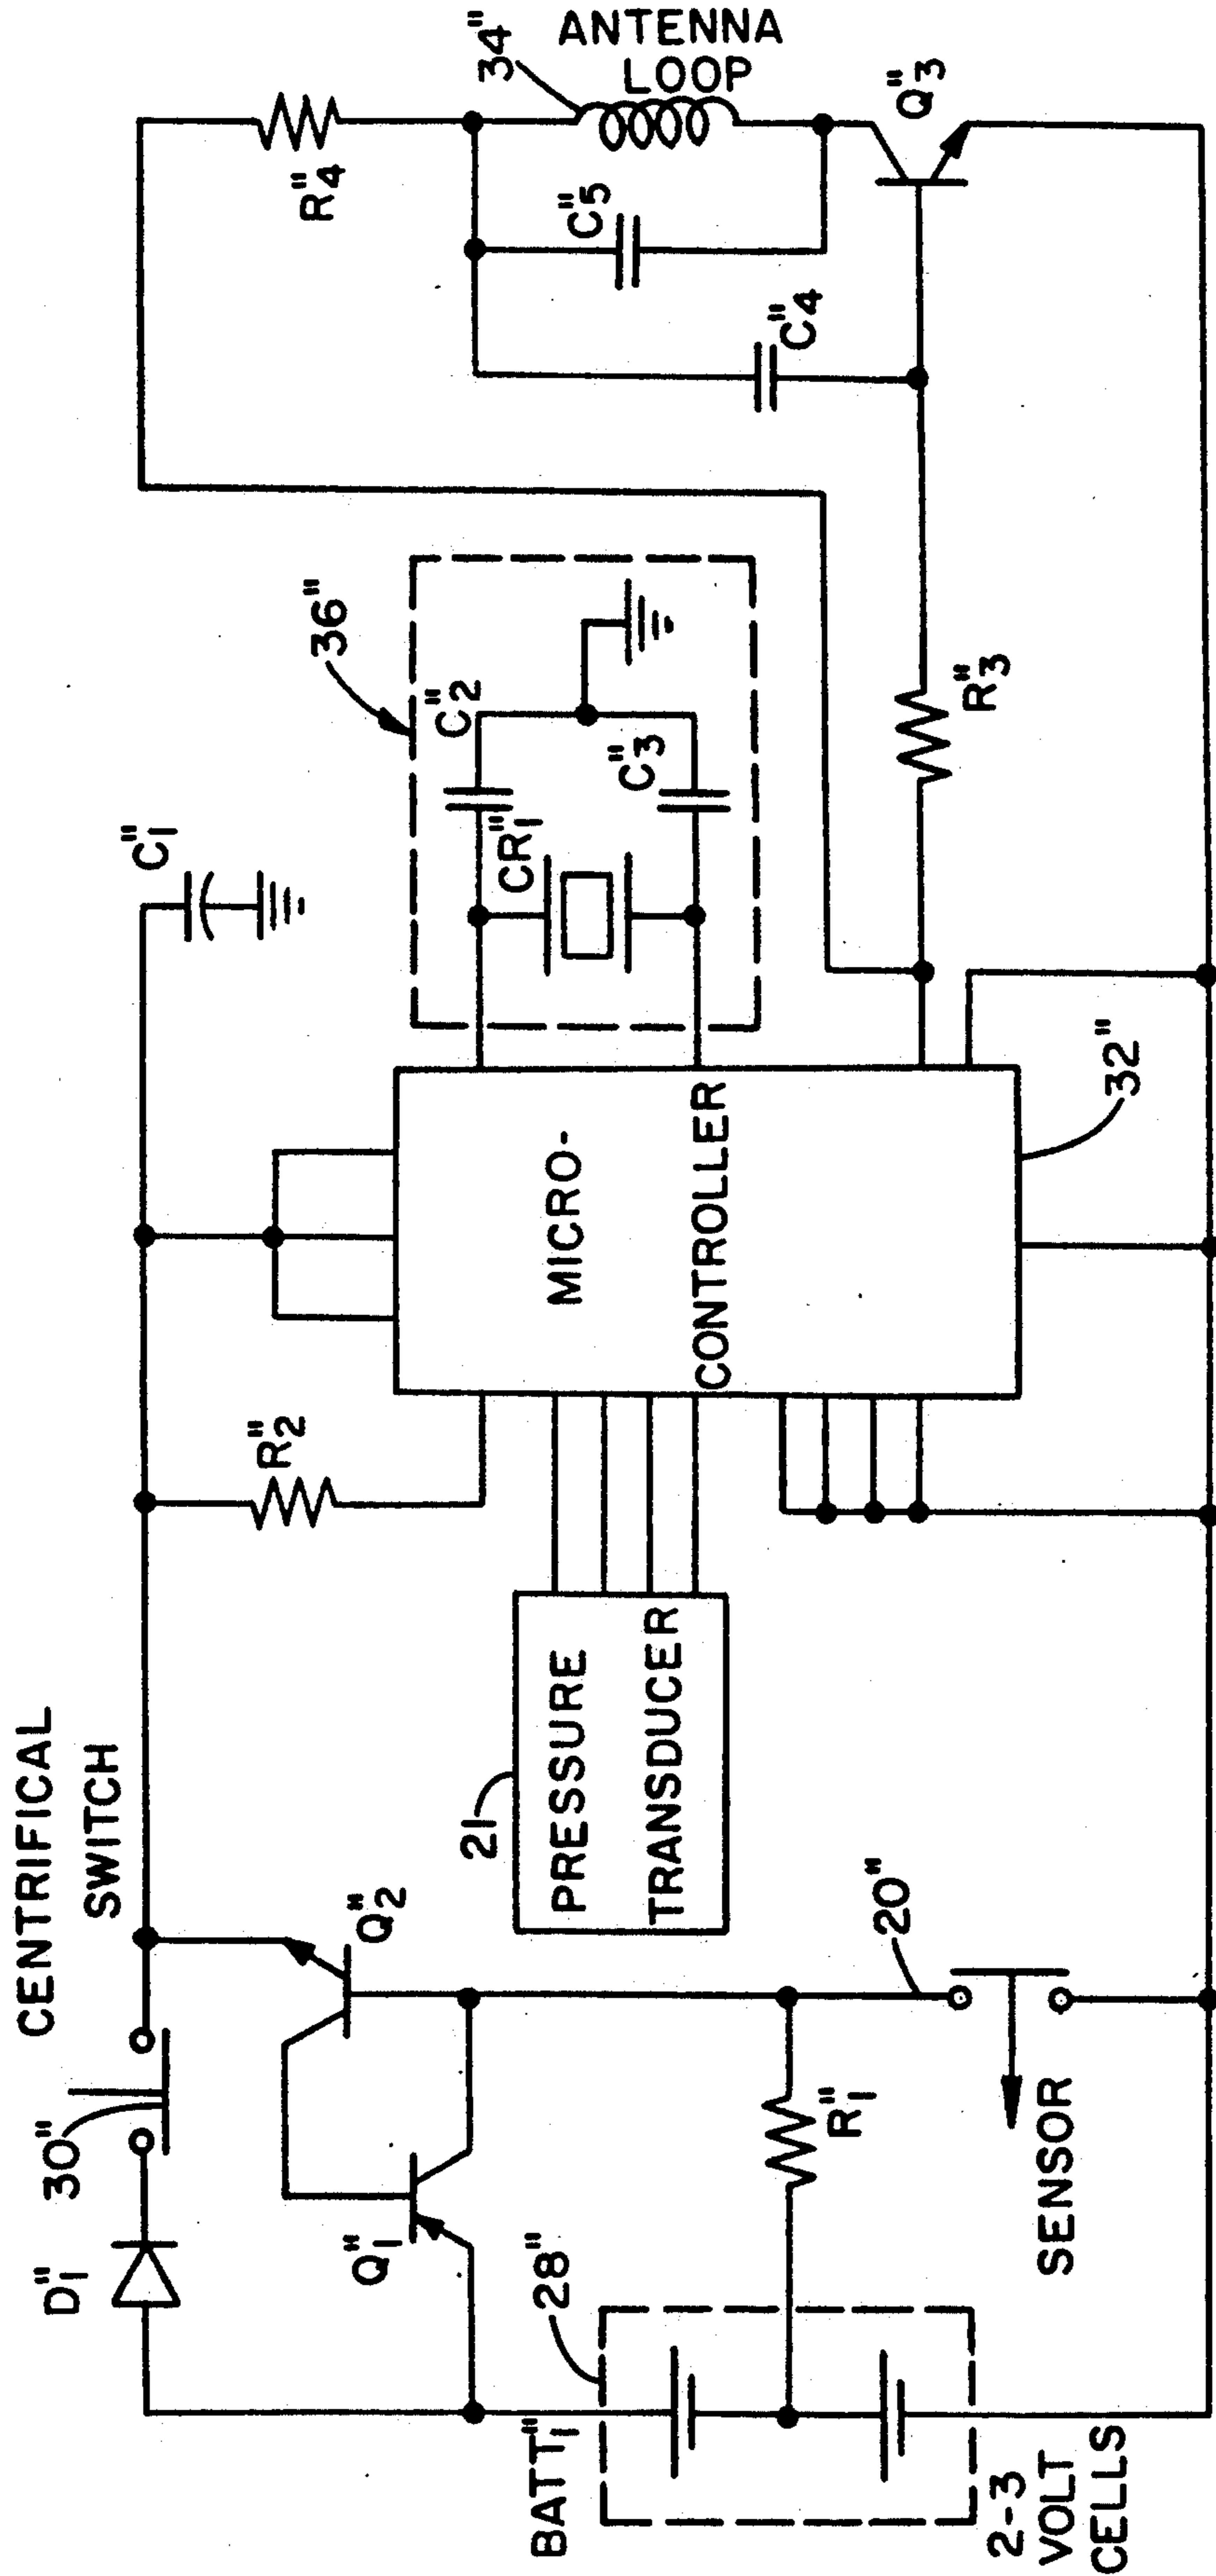 CENTRIFICAL
SWITCH
30"
D"1
Q"1
Q"2
BATT"1
28"
2-3
VOLT
CELLS
R"1
SENSOR
20"
21
PRESSURE
TRANSDUCER
R"2
MICRO-
CONTROLLER
32"
C"1
36"
C"2
CR"1
C"3
R"3
R"4
C"5
C"4
34"
ANTENNA
LOOP
Q"3